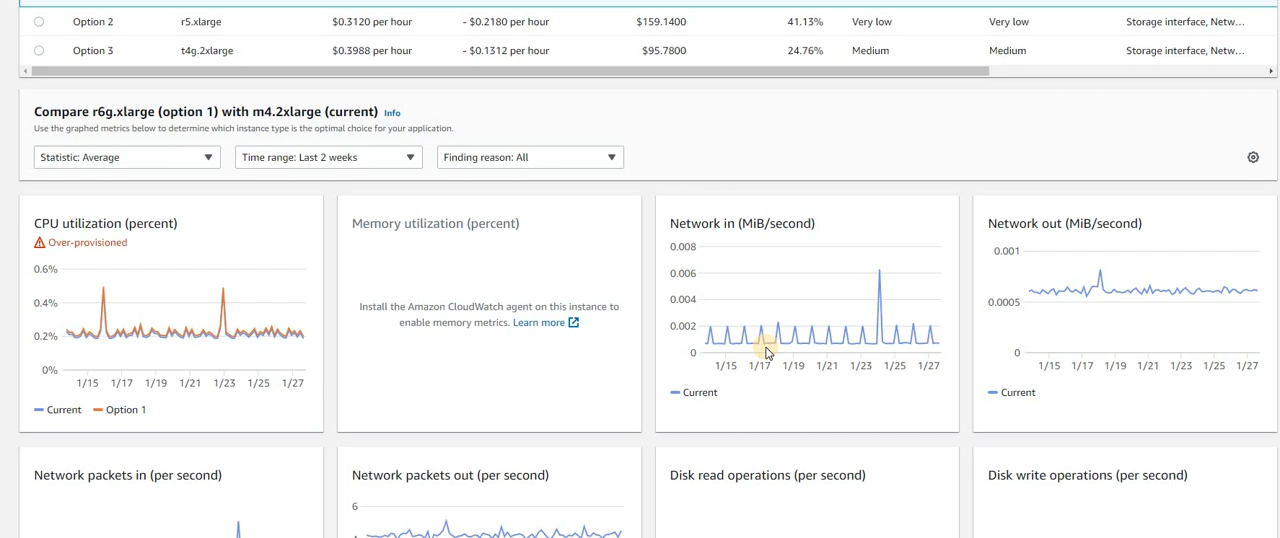 Option 2 r5.xlarge $0.3120 per hour - $0.2180 per hour $159.1400 41.13% Very low Very low Storage interface, Netw...
Option 3 t4g.2xlarge $0.3988 per hour - $0.1312 per hour $95.7800 24.76% Medium Medium Storage interface, Netw...
Compare r6g.xlarge (option 1) with m4.2xlarge (current) Info
Use the graphed metrics below to determine which instance type is the optimal choice for your application.
Statistic: Average Time range: Last 2 weeks Finding reason: All
CPU utilization (percent)
Over-provisioned
0.6%
0.4%
0.2%
0%
1/15 1/17 1/19 1/21 1/23 1/25 1/27
Current Option 1
Memory utilization (percent)
Install the Amazon CloudWatch agent on this instance to
enable memory metrics. Learn more
Network in (MiB/second)
0.008
0.006
0.004
0.002
0
1/15 1/17 1/19 1/21 1/23 1/25 1/27
Current
Network out (MiB/second)
0.001
0.0005
0
1/15 1/17 1/19 1/21 1/23 1/25 1/27
Current
Network packets in (per second)
Network packets out (per second)
6
Disk read operations (per second)
Disk write operations (per second)